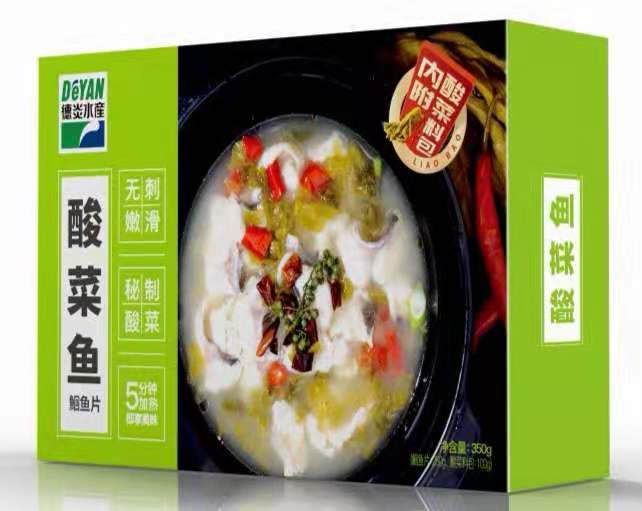 DeYAN
德炎水産
酸菜鱼
鮰鱼片
无刺
嫩滑
秘制
酸菜
5分钟
加热
即享美味
内附
酸菜料包
LIAO BAO
净含量:350g
酸菜鱼